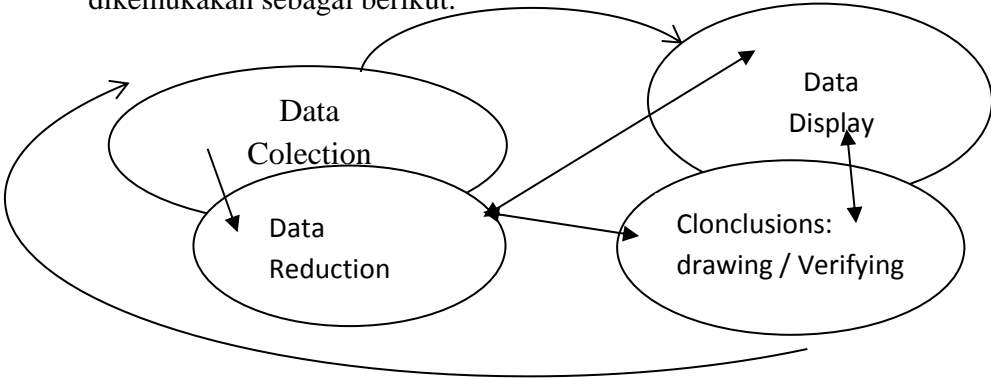 dikemukakan sebagai berikut:
Data
Colection
Data
Display
Data
Reduction
Clonclusions:
drawing / Verifying